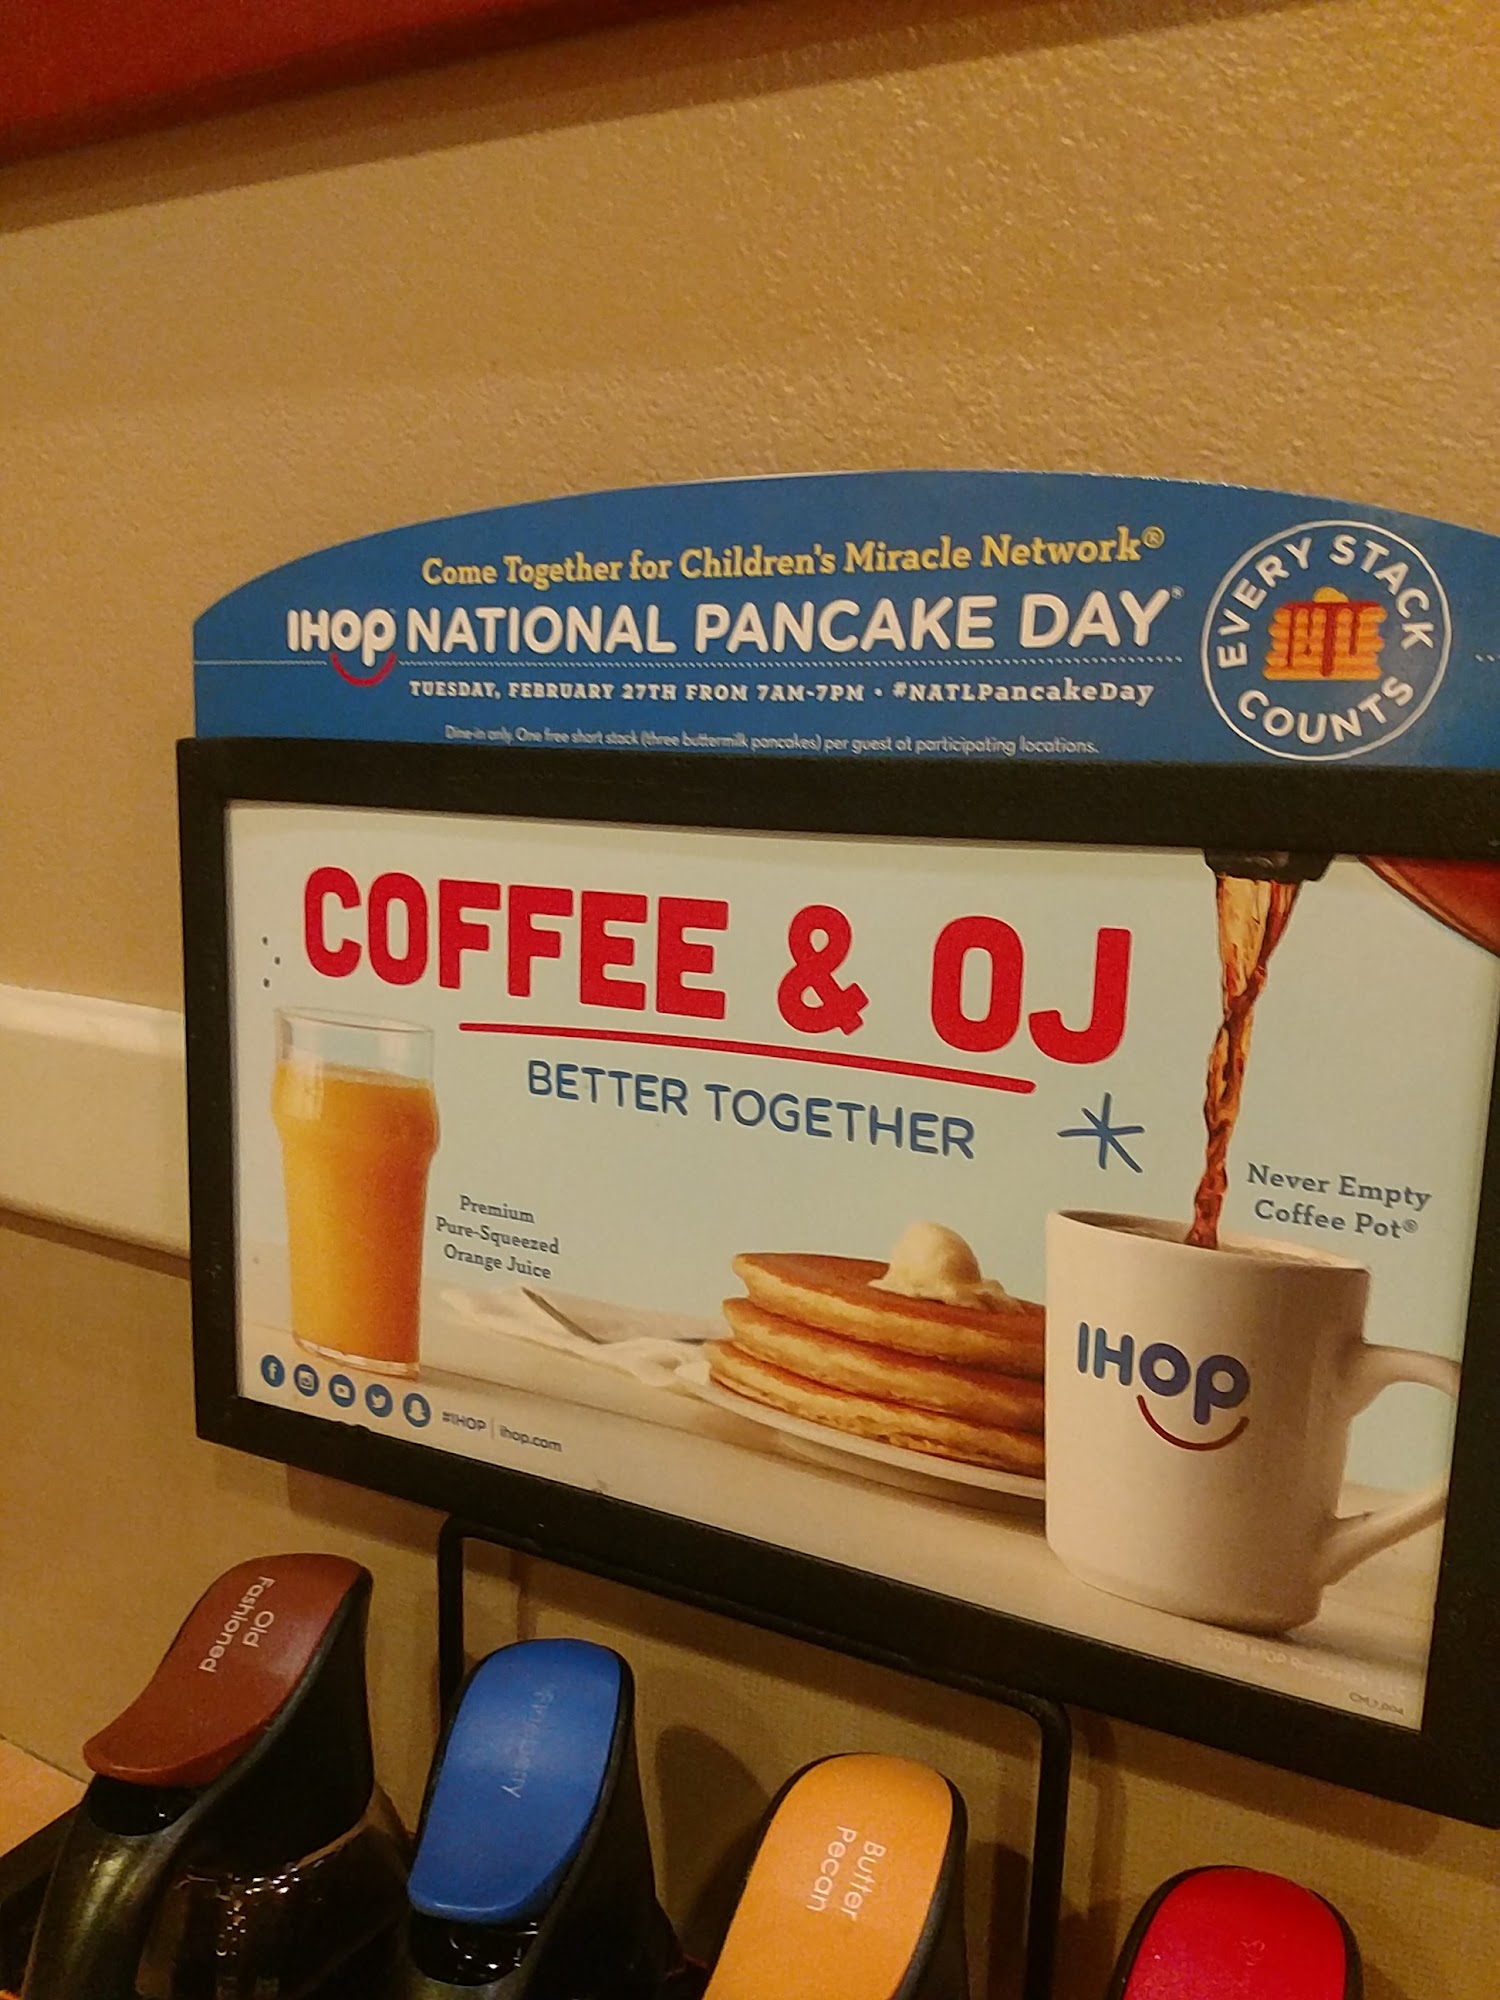 Come Together for Children's Miracle Network®
IHOP® NATIONAL PANCAKE DAY®
TUESDAY, FEBRUARY 27TH FROM 7AM-7PM • #NATLPancakeDay
Dine-in only. One free short stack (three buttermilk pancakes) per guest at participating locations.
EVERY STACK
COUNTS
COFFEE & OJ
BETTER TOGETHER
Premium
Pure-Squeezed
Orange Juice
Never Empty
Coffee Pot®
IHOP
#IHOP | ihop.com
Old
Fashioned
Butter
Pecan